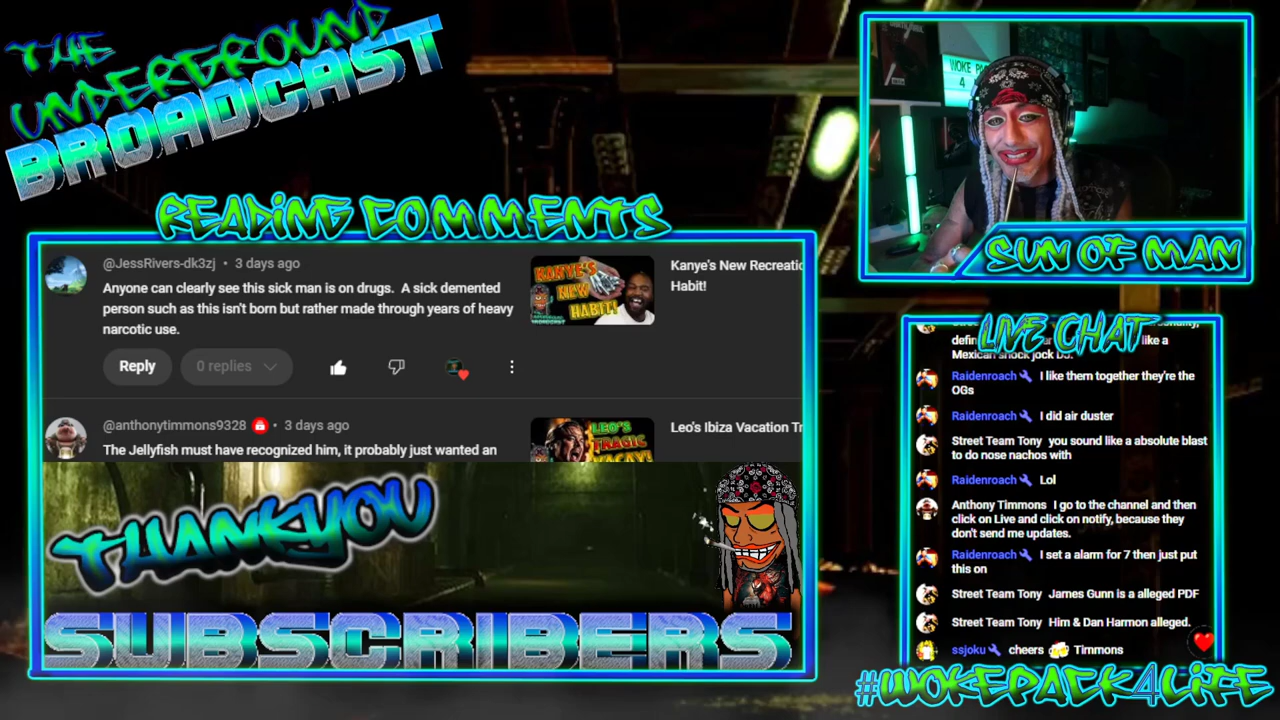 THE
UNDERGROUND
BROADCAST
READING COMMENTS
@JessRivers-dk3zj • 3 days ago
Anyone can clearly see this sick man is on drugs. A sick demented
person such as this isn't born but rather made through years of heavy
narcotic use.
Reply
0 replies
KANYE'S
NEW
HABIT!
Kanye's New Recreatic
Habit!
@anthonytimmons9328 • 3 days ago
The Jellyfish must have recognized him, it probably just wanted an
LEO'S
TRAGIC
VACAY!
Leo's Ibiza Vacation Tr
THANKYOU
SUBSCRIBERS
WOKE PA
4
SUN OF MAN
LIVE CHAT
defin
like a
Mexican shock jock DJ.
Raidenroach I like them together they're the
OGs
Raidenroach I did air duster
Street Team Tony you sound like a absolute blast
to do nose nachos with
Raidenroach Lol
Anthony Timmons I go to the channel and then
click on Live and click on notify, because they
don't send me updates.
Raidenroach I set a alarm for 7 then just put
this on
Street Team Tony James Gunn is a alleged PDF
Street Team Tony Him & Dan Harmon alleged.
ssjoku cheers 🍻 Timmons
#WOKEPACK4LIFE